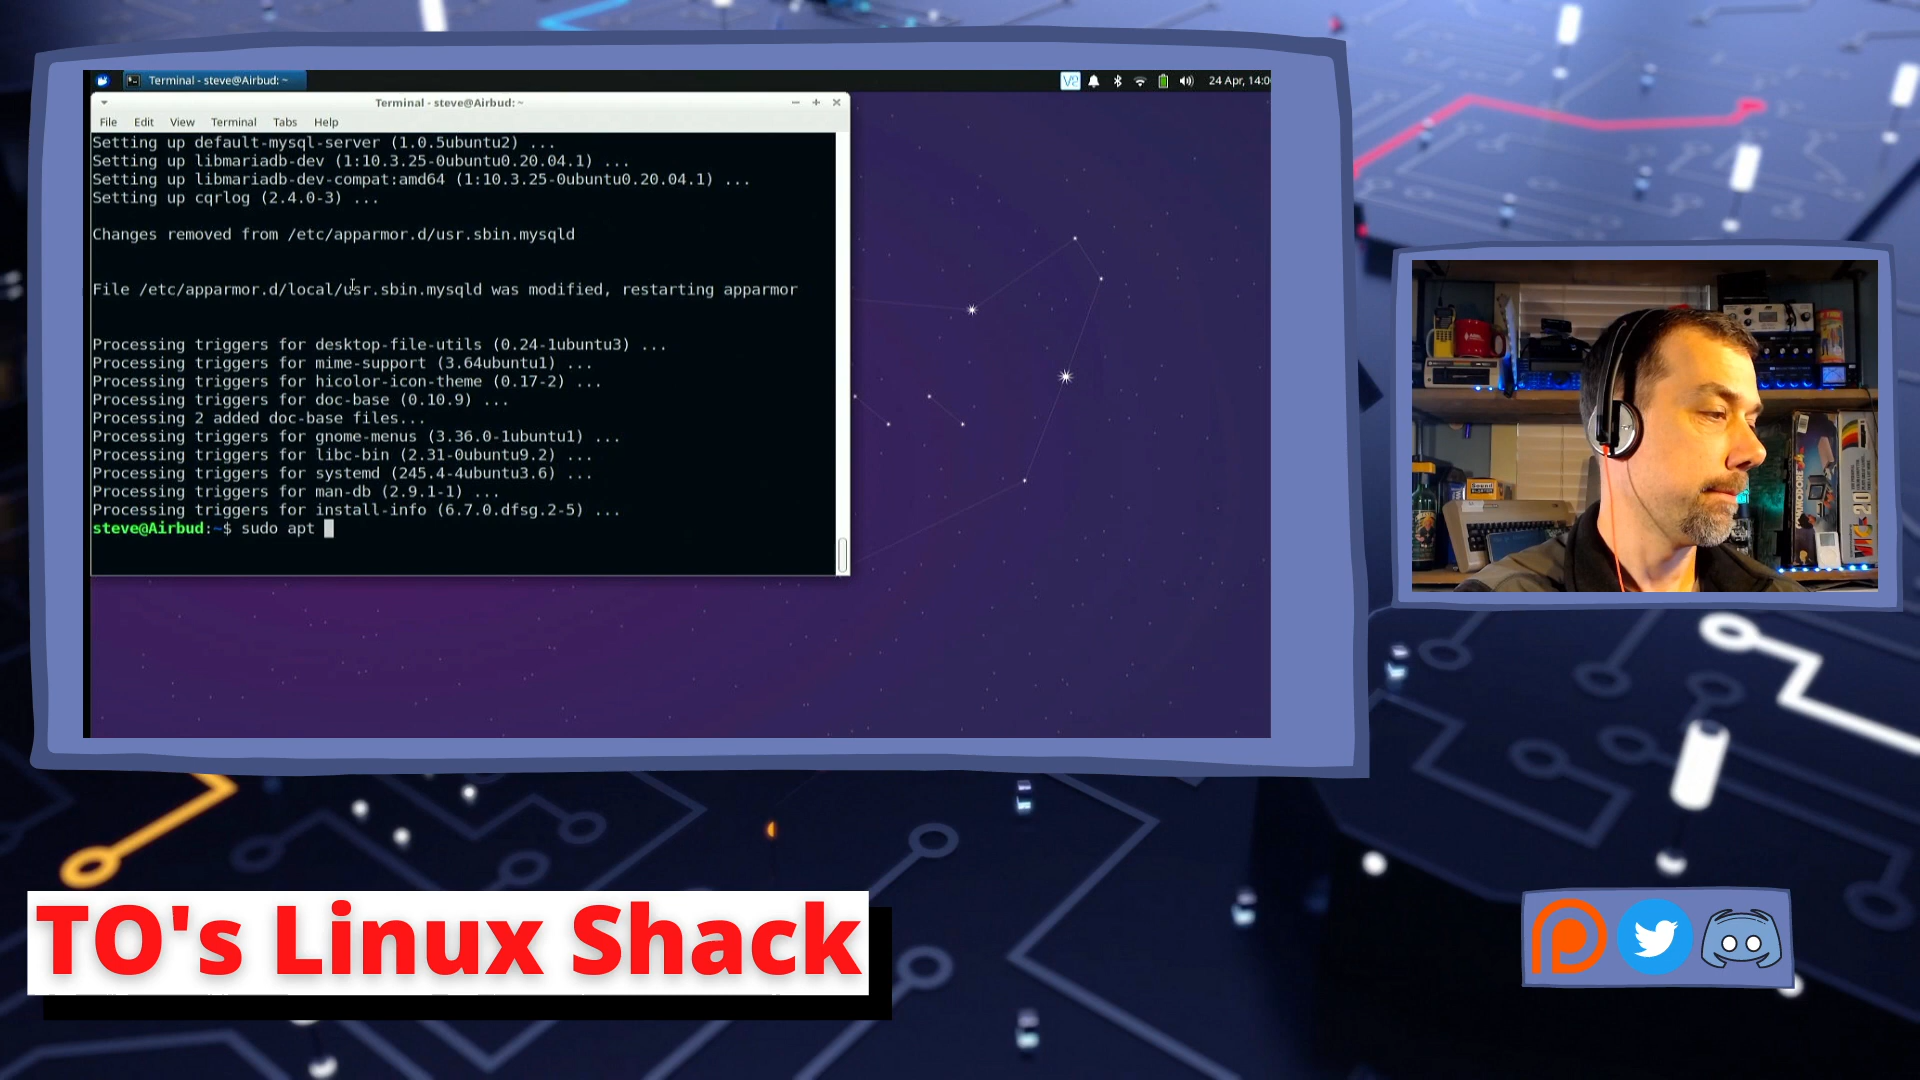 Terminal - steve@Airbud: ~
24 Apr, 14:0
Terminal - steve@Airbud: ~
File Edit View Terminal Tabs Help
Setting up default-mysql-server (1.0.5ubuntu2) ...
Setting up libmariadb-dev (1:10.3.25-0ubuntu0.20.04.1) ...
Setting up libmariadb-dev-compat:amd64 (1:10.3.25-0ubuntu0.20.04.1) ...
Setting up cqrlog (2.4.0-3) ...
Changes removed from /etc/apparmor.d/usr.sbin.mysqld
File /etc/apparmor.d/local/usr.sbin.mysqld was modified, restarting apparmor
Processing triggers for desktop-file-utils (0.24-1ubuntu3) ...
Processing triggers for mime-support (3.64ubuntu1) ...
Processing triggers for hicolor-icon-theme (0.17-2) ...
Processing triggers for doc-base (0.10.9) ...
Processing 2 added doc-base files...
Processing triggers for gnome-menus (3.36.0-1ubuntu1) ...
Processing triggers for libc-bin (2.31-0ubuntu9.2) ...
Processing triggers for systemd (245.4-4ubuntu3.6) ...
Processing triggers for man-db (2.9.1-1) ...
Processing triggers for install-info (6.7.0.dfsg.2-5) ...
steve@Airbud:~$ sudo apt
TO's Linux Shack